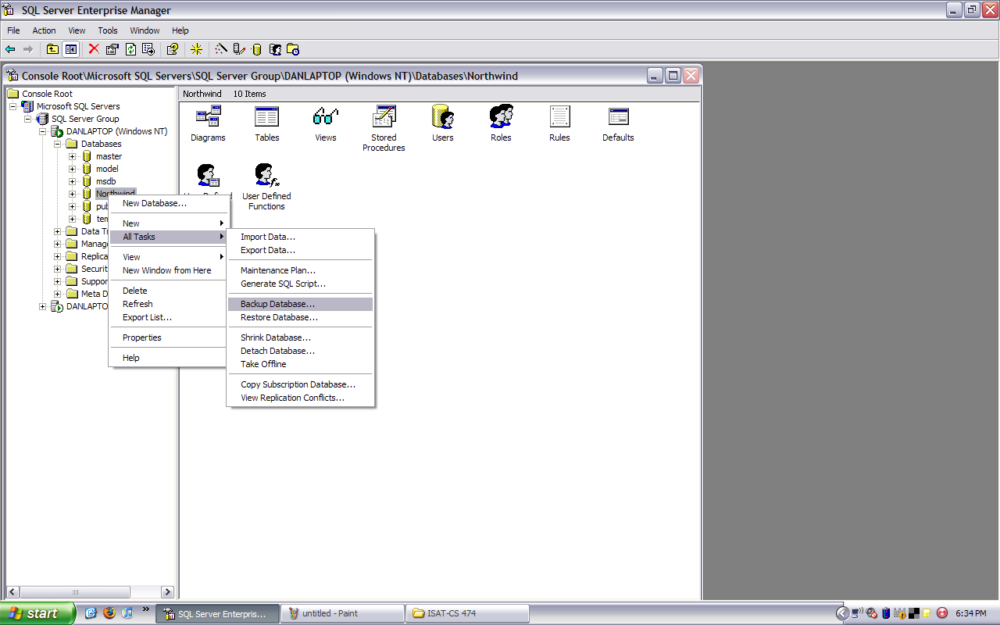 SQL Server Enterprise Manager
File Action View Tools Window Help
Console Root\Microsoft SQL Servers\SQL Server Group\DANLAPTOP (Windows NT)\Databases\Northwind
Console Root
Microsoft SQL Servers
SQL Server Group
DANLAPTOP (Windows NT)
Databases
master
model
msdb
Northwind
pub
tem
Data Tr
Manage
Replica
Securit
Suppor
Meta D
DANLAPTO
Northwind 10 Items
Diagrams
Tables
Views
Stored
Procedures
Users
Roles
Rules
Defaults
User Defined
User Defined
Functions
New Database...
New
All Tasks
View
New Window from Here
Delete
Refresh
Export List...
Properties
Help
Import Data...
Export Data...
Maintenance Plan...
Generate SQL Script...
Backup Database...
Restore Database...
Shrink Database...
Detach Database...
Take Offline
Copy Subscription Database...
View Replication Conflicts...
start
SQL Server Enterpris...
untitled - Paint
ISAT-CS 474
6:34 PM